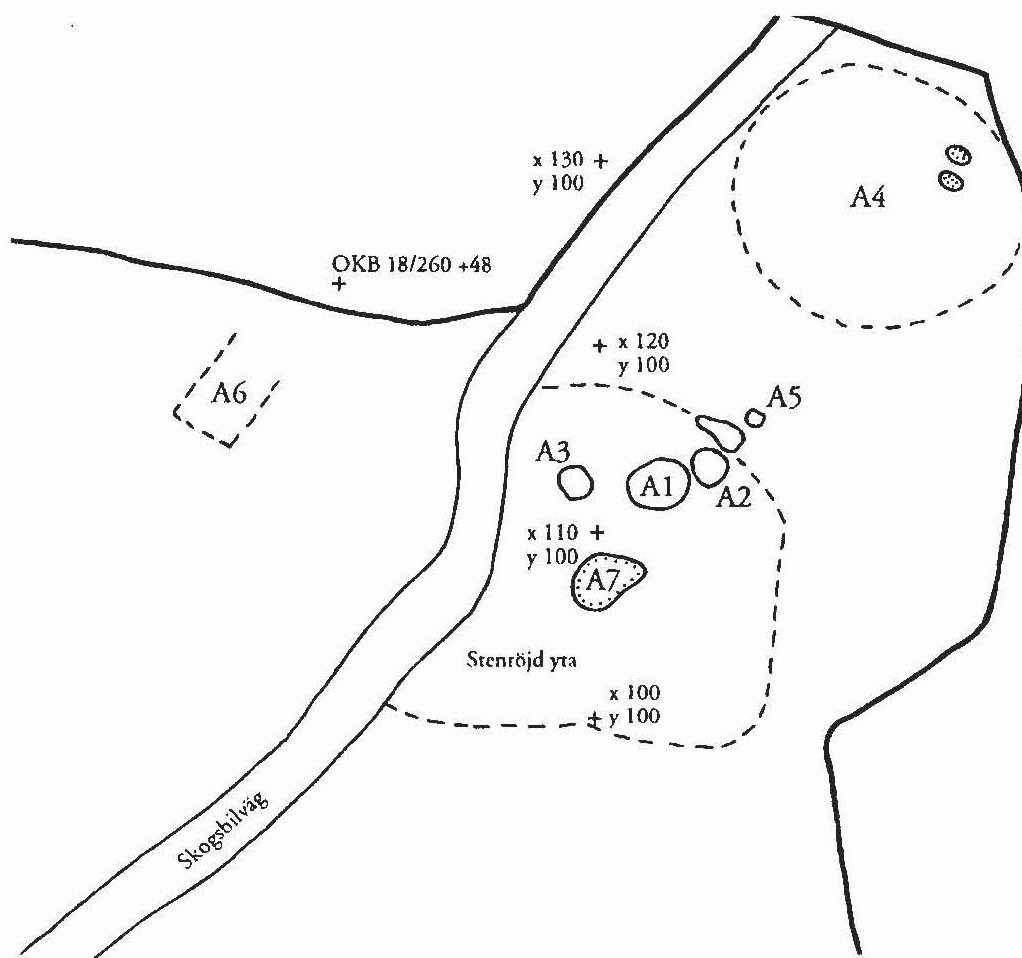 x 130 +
y 100
A4
OKB 18/260 +48
+
+ x 120
y 100
A6
A5
A3
A1
A2
x 110 +
y 100
A7
Stenröjd yta
x 100
+ y 100
Skogsbilväg